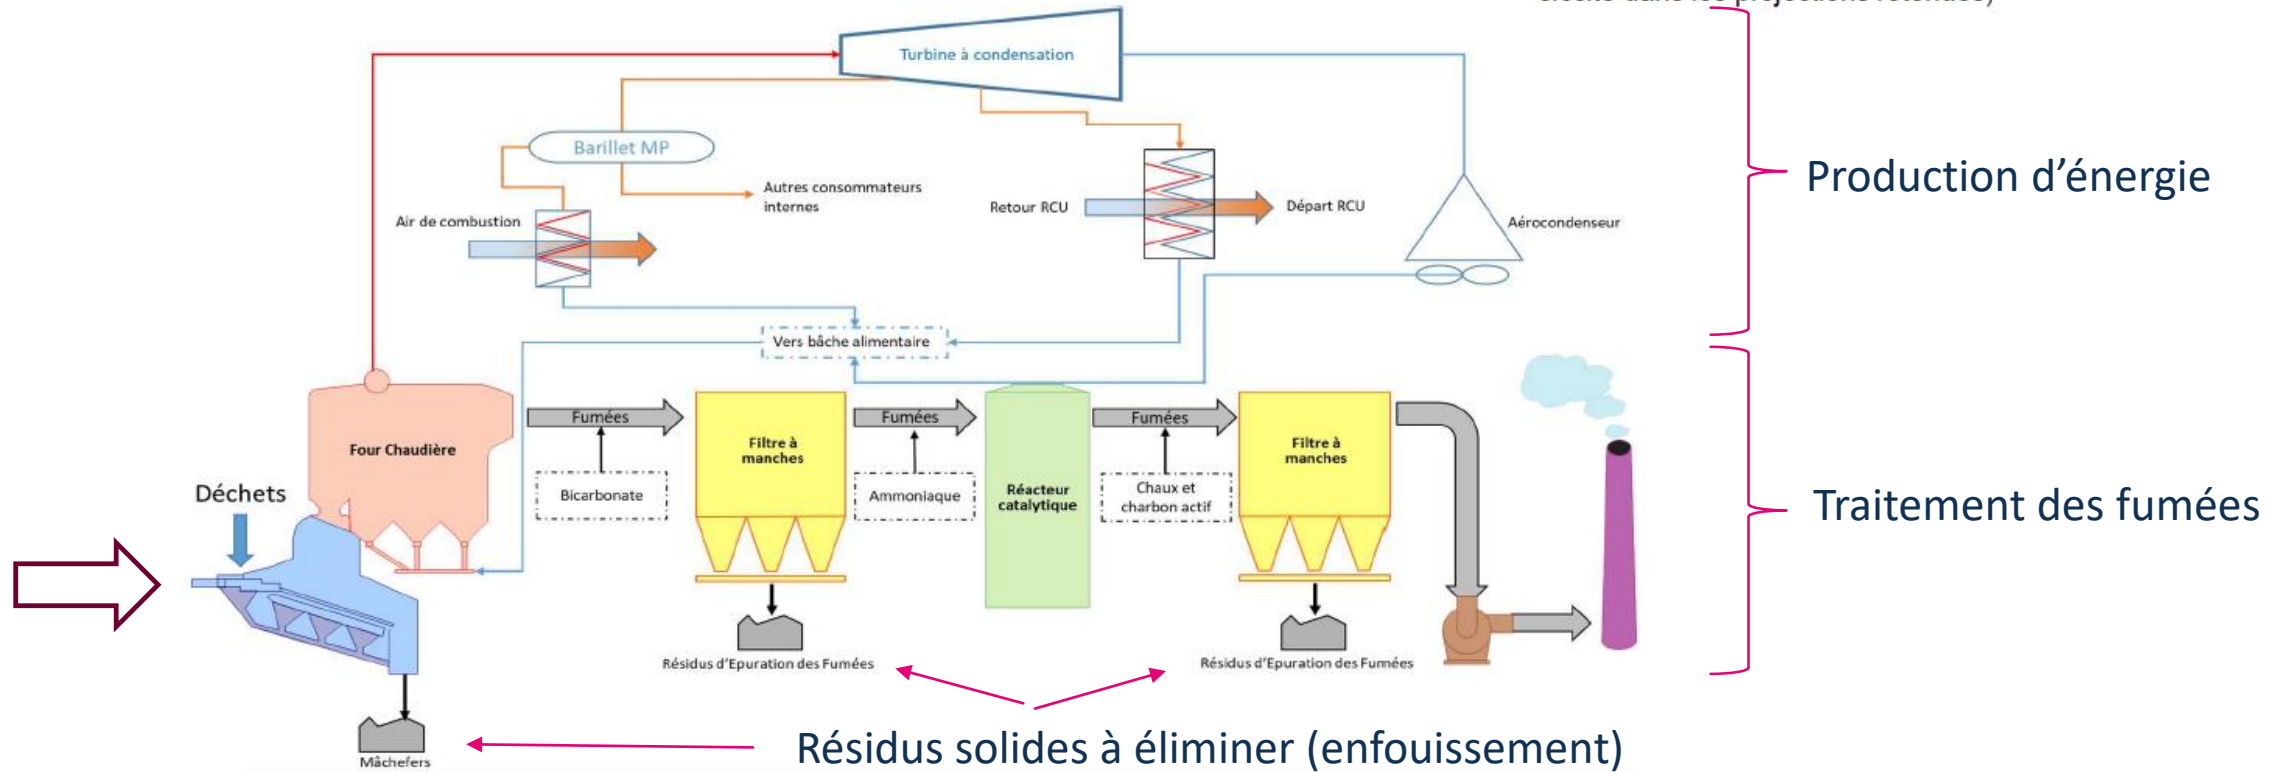 Turbine à condensation
Barillet MP
Autres consommateurs
internes
Air de combustion
Retour RCU
Départ RCU
Aérocondenseur
Production d’énergie
Vers bâche alimentaire
Four Chaudière
Fumées
Bicarbonate
Filtre à
manches
Fumées
Ammoniaque
Réacteur
catalytique
Fumées
Chaux et
charbon actif
Filtre à
manches
Déchets
Traitement des fumées
Résidus d'Epuration des Fumées
Résidus d'Epuration des Fumées
Résidus solides à éliminer (enfouissement)
Mâchefers